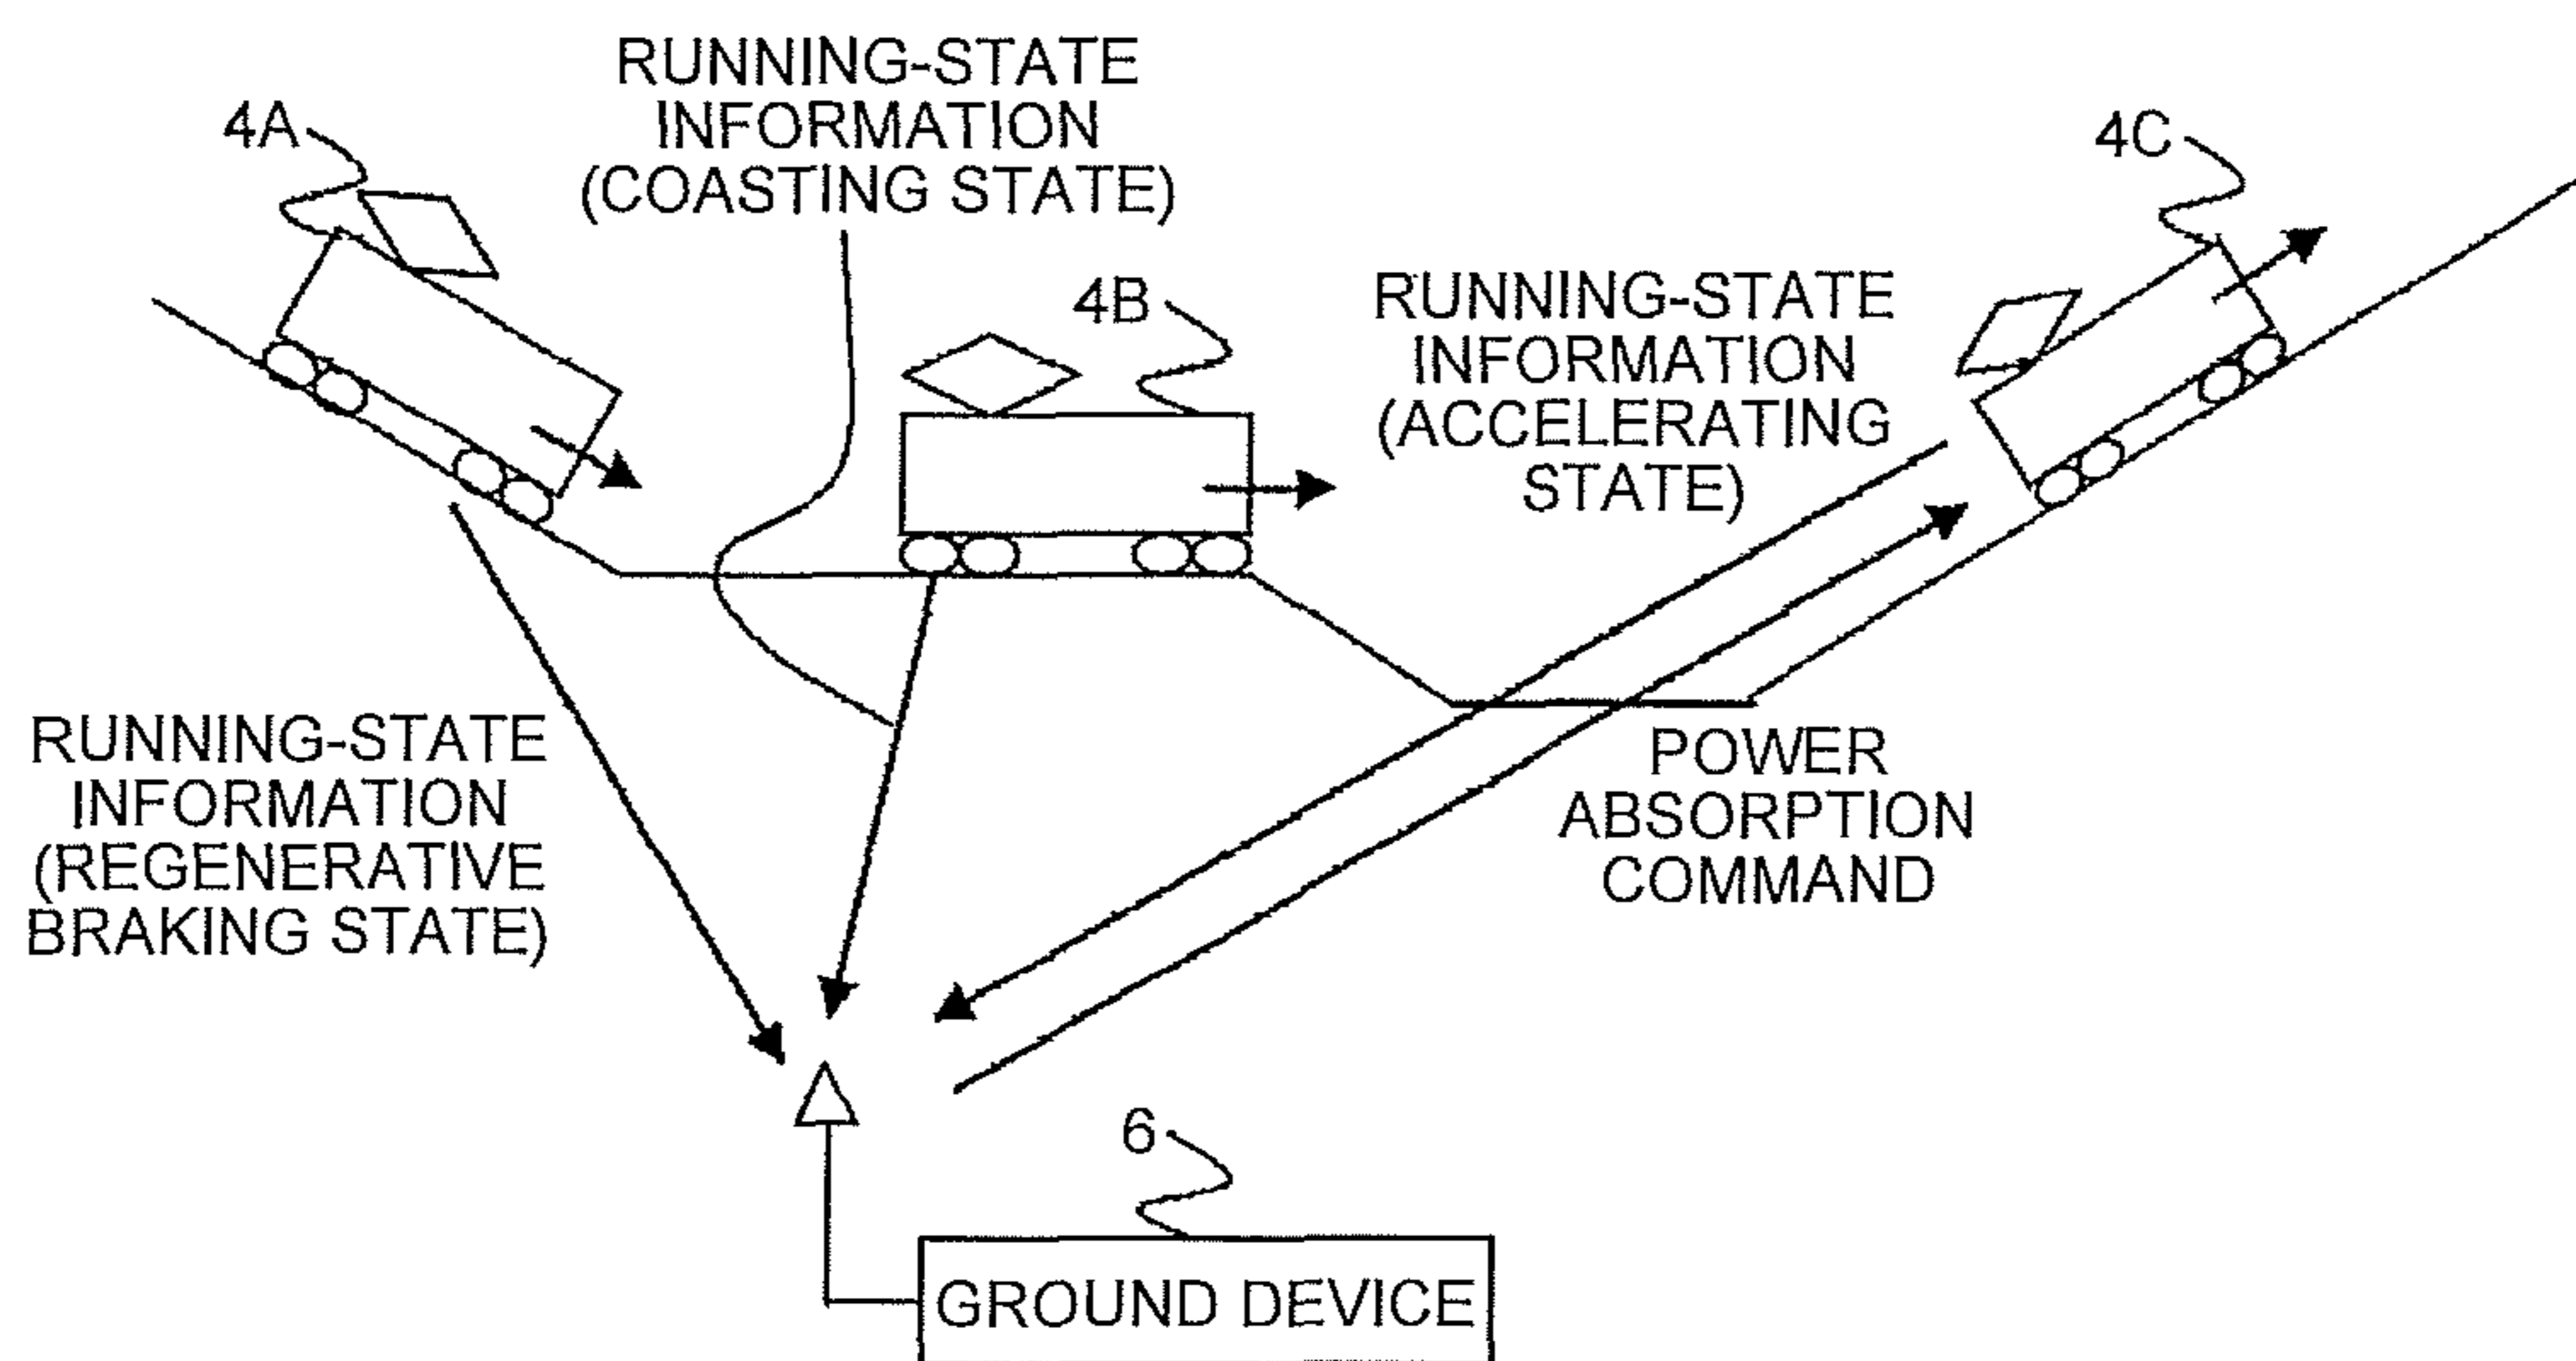 RUNNING-STATE
INFORMATION
(COASTING STATE)
4A
4B
4C
RUNNING-STATE
INFORMATION
(ACCELERATING
STATE)
RUNNING-STATE
INFORMATION
(REGENERATIVE
BRAKING STATE)
POWER
ABSORPTION
COMMAND
6
GROUND DEVICE